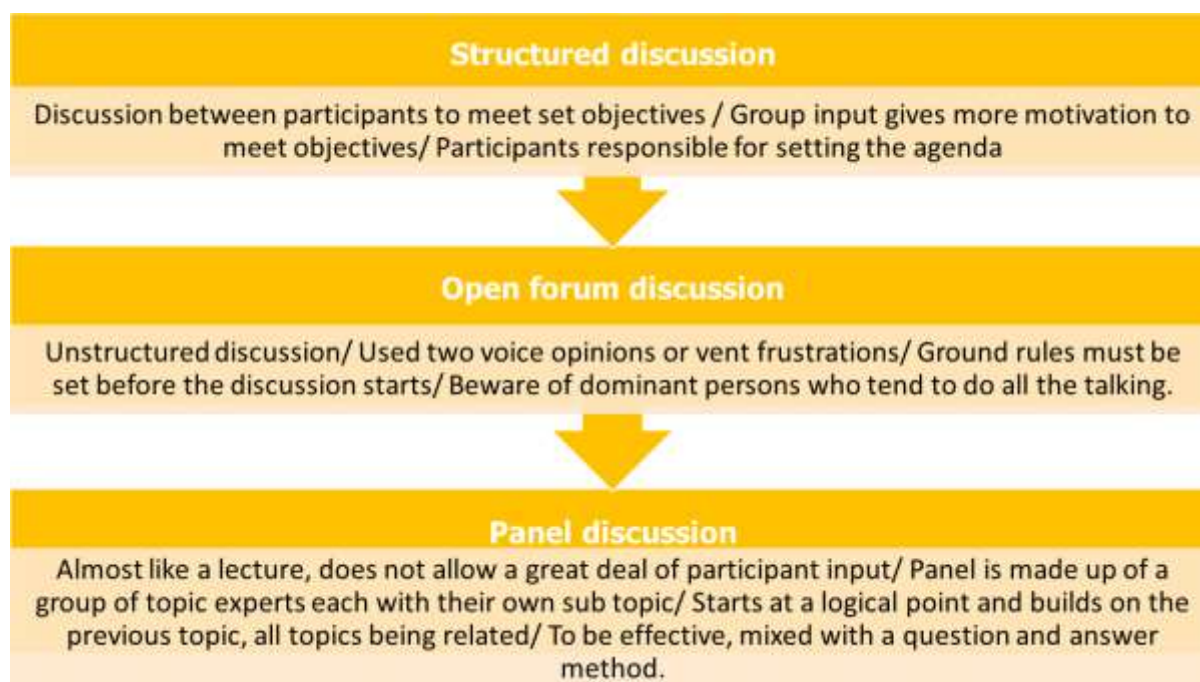 Structured discussion
Discussion between participants to meet set objectives / Group input gives more motivation to
meet objectives/ Participants responsible for setting the agenda
Open forum discussion
Unstructured discussion/ Used two voice opinions or vent frustrations/ Ground rules must be
set before the discussion starts/ Beware of dominant persons who tend to do all the talking.
Panel discussion
Almost like a lecture, does not allow a great deal of participant input/ Panel is made up of a
group of topic experts each with their own sub topic/ Starts at a logical point and builds on the
previous topic, all topics being related/ To be effective, mixed with a question and answer
method.